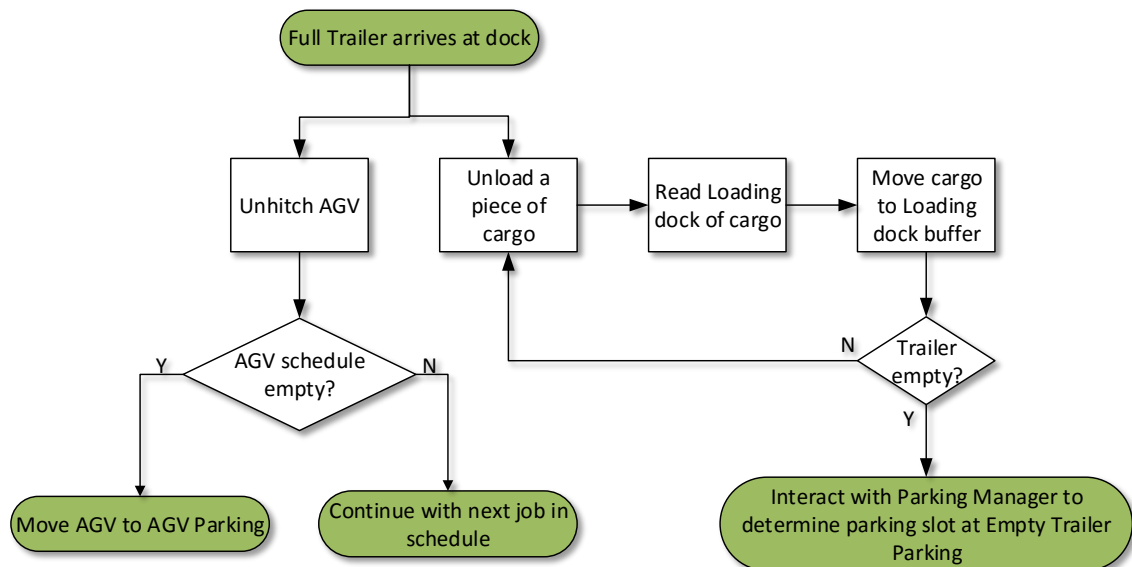 Full Trailer arrives at dock
Unhitch AGV
Unload a
piece of
cargo
Read Loading
dock of cargo
Move cargo
to Loading
dock buffer
Y
AGV schedule
empty?
N
N
Trailer
empty?
Y
Move AGV to AGV Parking
Continue with next job in
schedule
Interact with Parking Manager to
determine parking slot at Empty Trailer
Parking